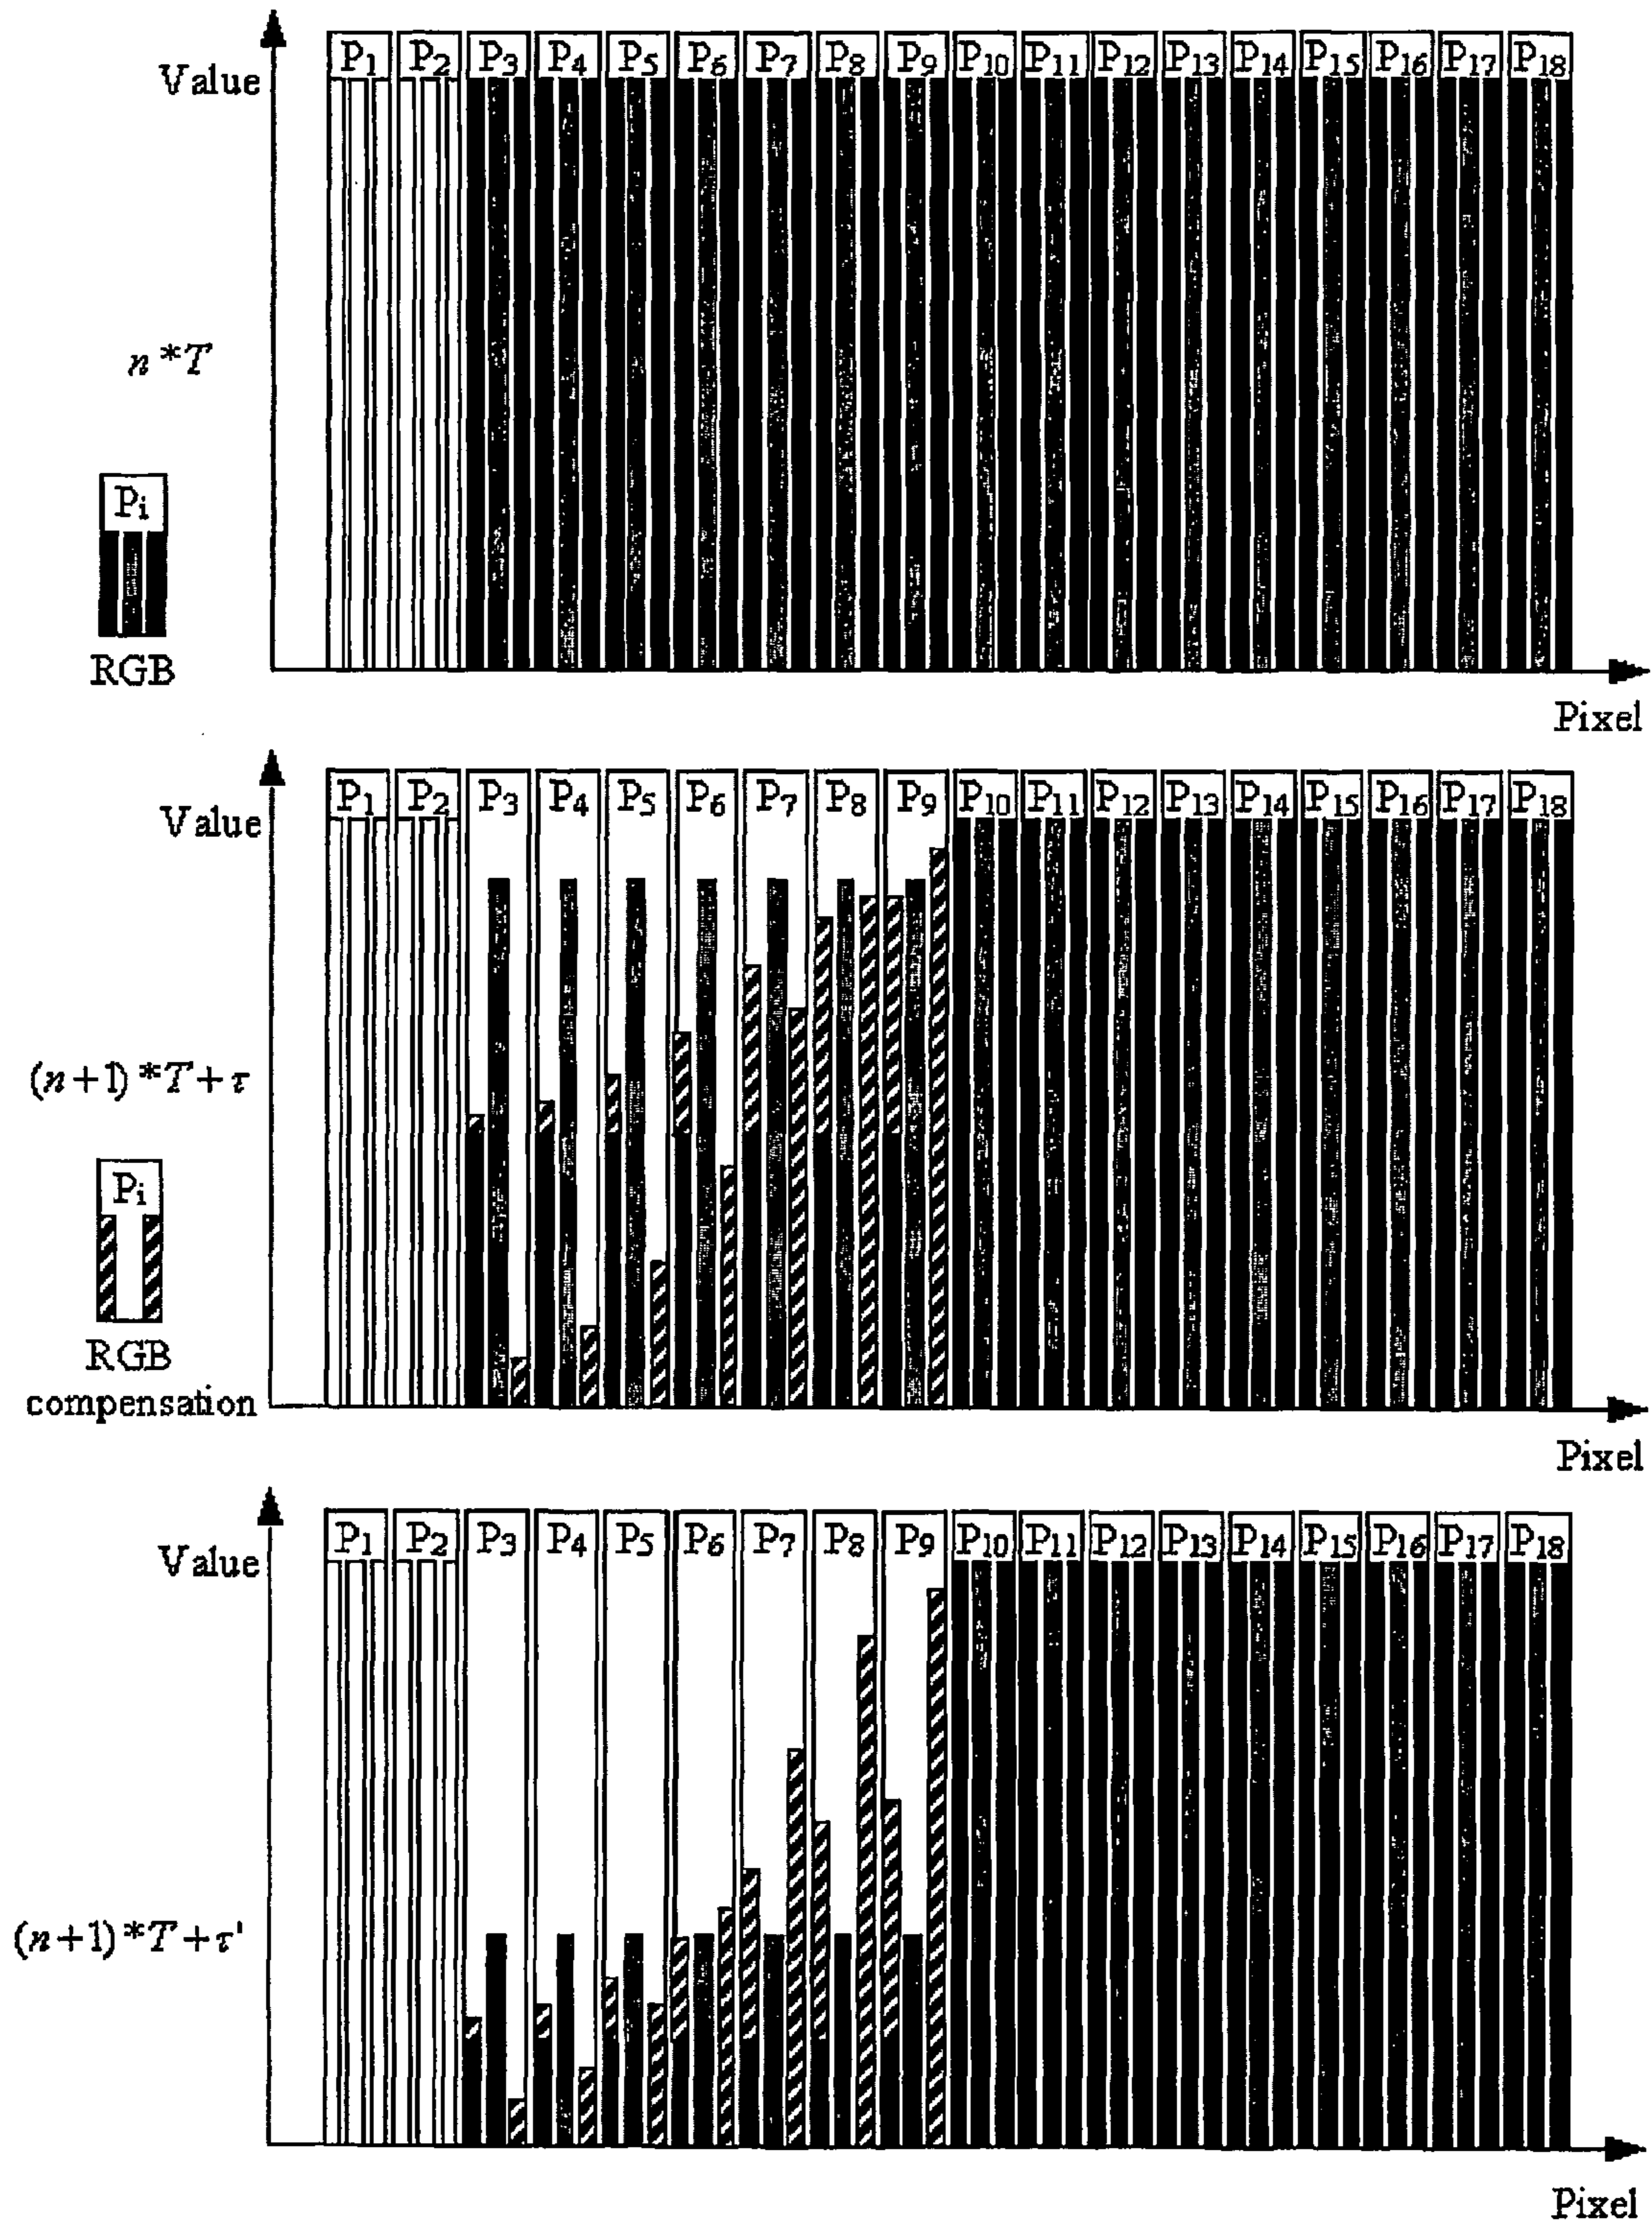 P1 P2 P3 P4 P5 P6 P7 P8 P9 P10 P11 P12 P13 P14 P15 P16 P17 P18
Value
n*T
Pi
RGB
Pixel
P1 P2 P3 P4 P5 P6 P7 P8 P9 P10 P11 P12 P13 P14 P15 P16 P17 P18
Value
(n+1)*T+τ
Pi
RGB
compensation
Pixel
P1 P2 P3 P4 P5 P6 P7 P8 P9 P10 P11 P12 P13 P14 P15 P16 P17 P18
Value
(n+1)*T+τ'
Pixel